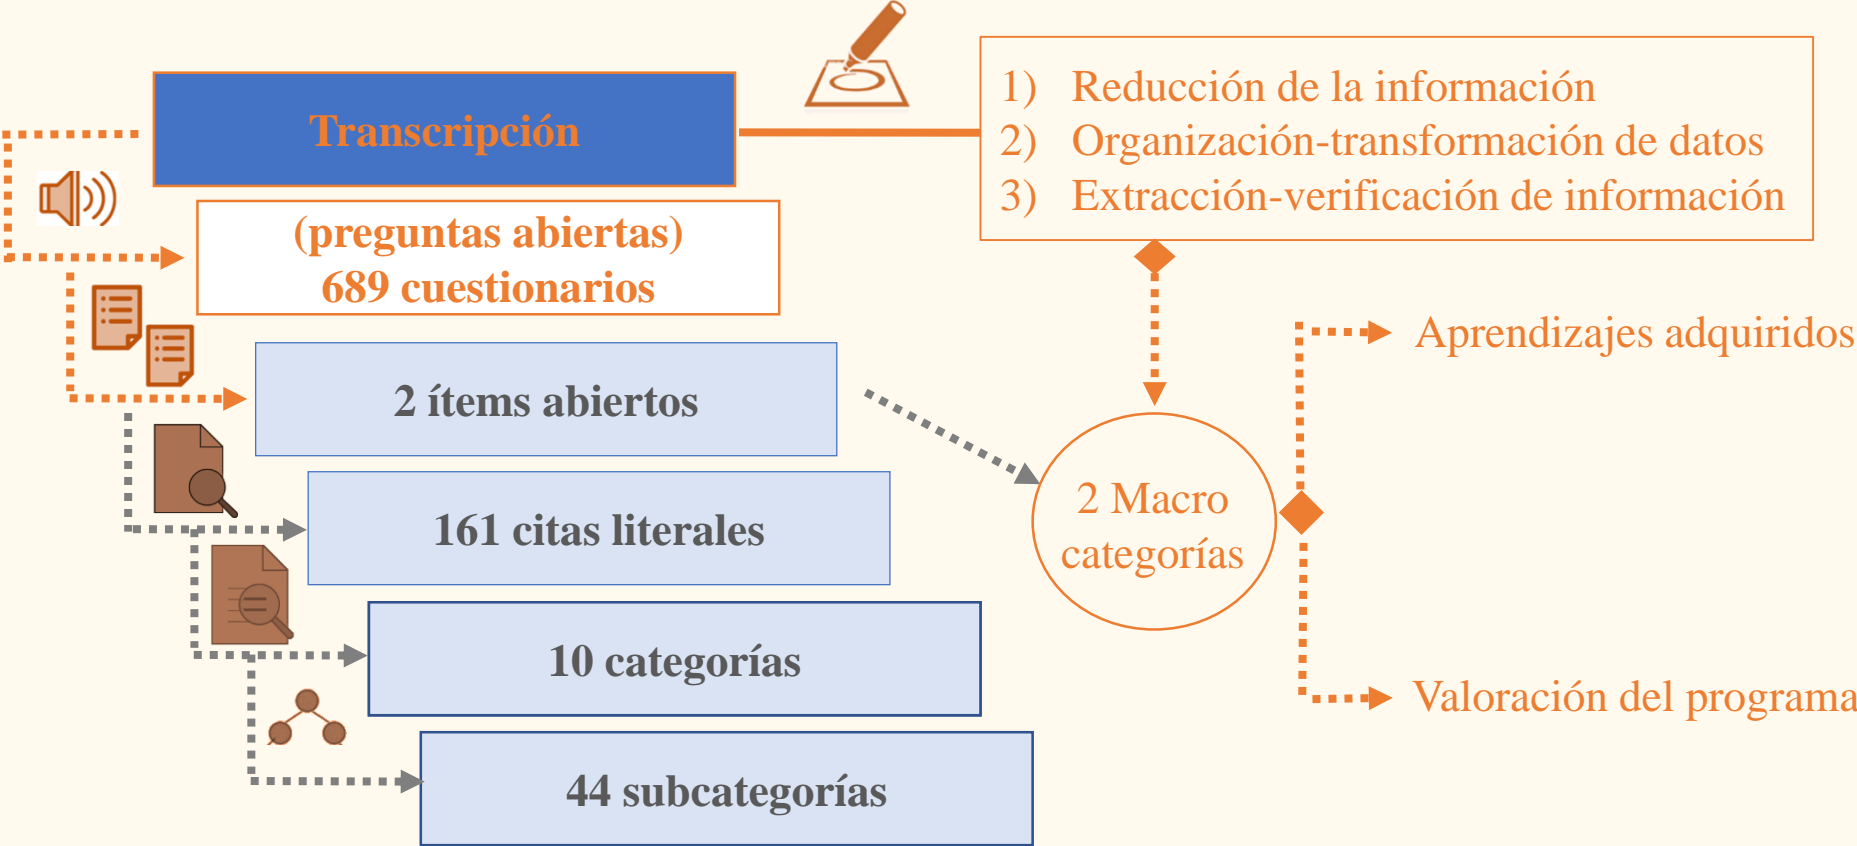 Transcripción
1) Reducción de la información
2) Organización-transformación de datos
3) Extracción-verificación de información
(preguntas abiertas)
689 cuestionarios
2 ítems abiertos
161 citas literales
10 categorías
44 subcategorías
2 Macro
categorías
Aprendizajes adquiridos
Valoración del programa